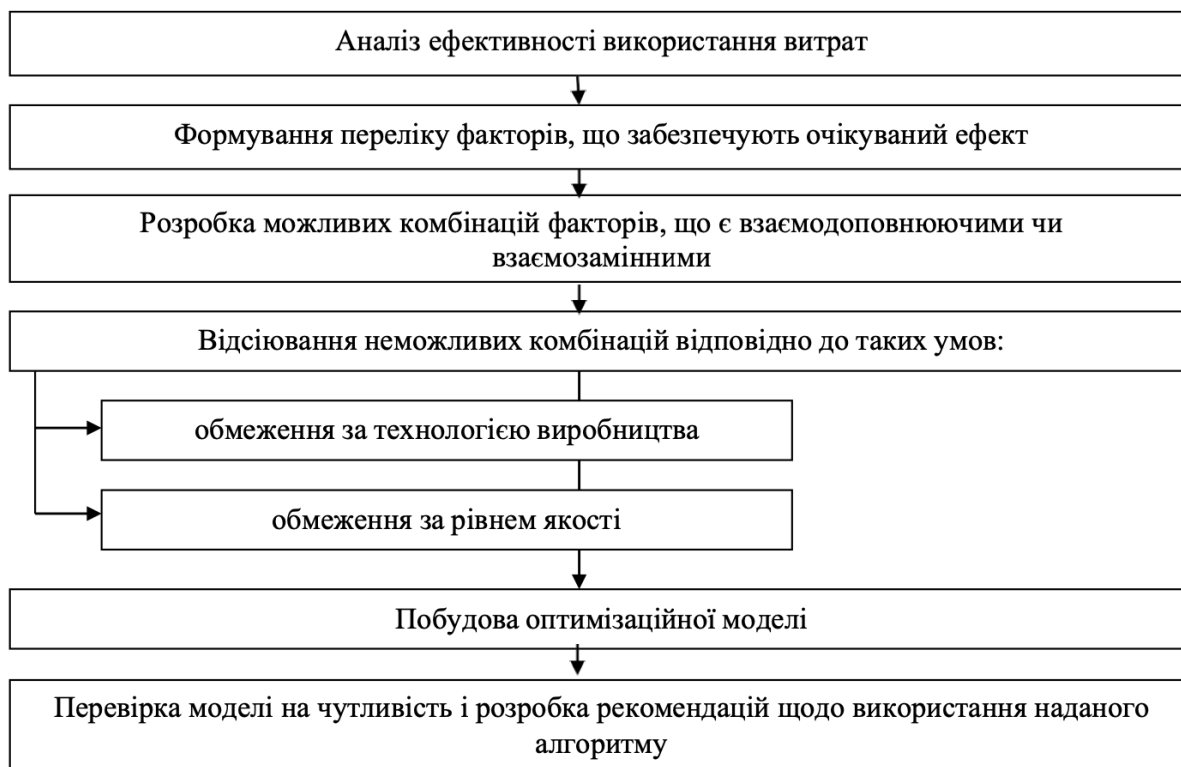 Аналіз ефективності використання витрат
Формування переліку факторів, що забезпечують очікуваний ефект
Розробка можливих комбінацій факторів, що є взаємодоповнюючими чи
взаємозамінними
Відсіювання неможливих комбінацій відповідно до таких умов:
обмеження за технологією виробництва
обмеження за рівнем якості
Побудова оптимізаційної моделі
Перевірка моделі на чутливість і розробка рекомендацій щодо використання наданого
алгоритму